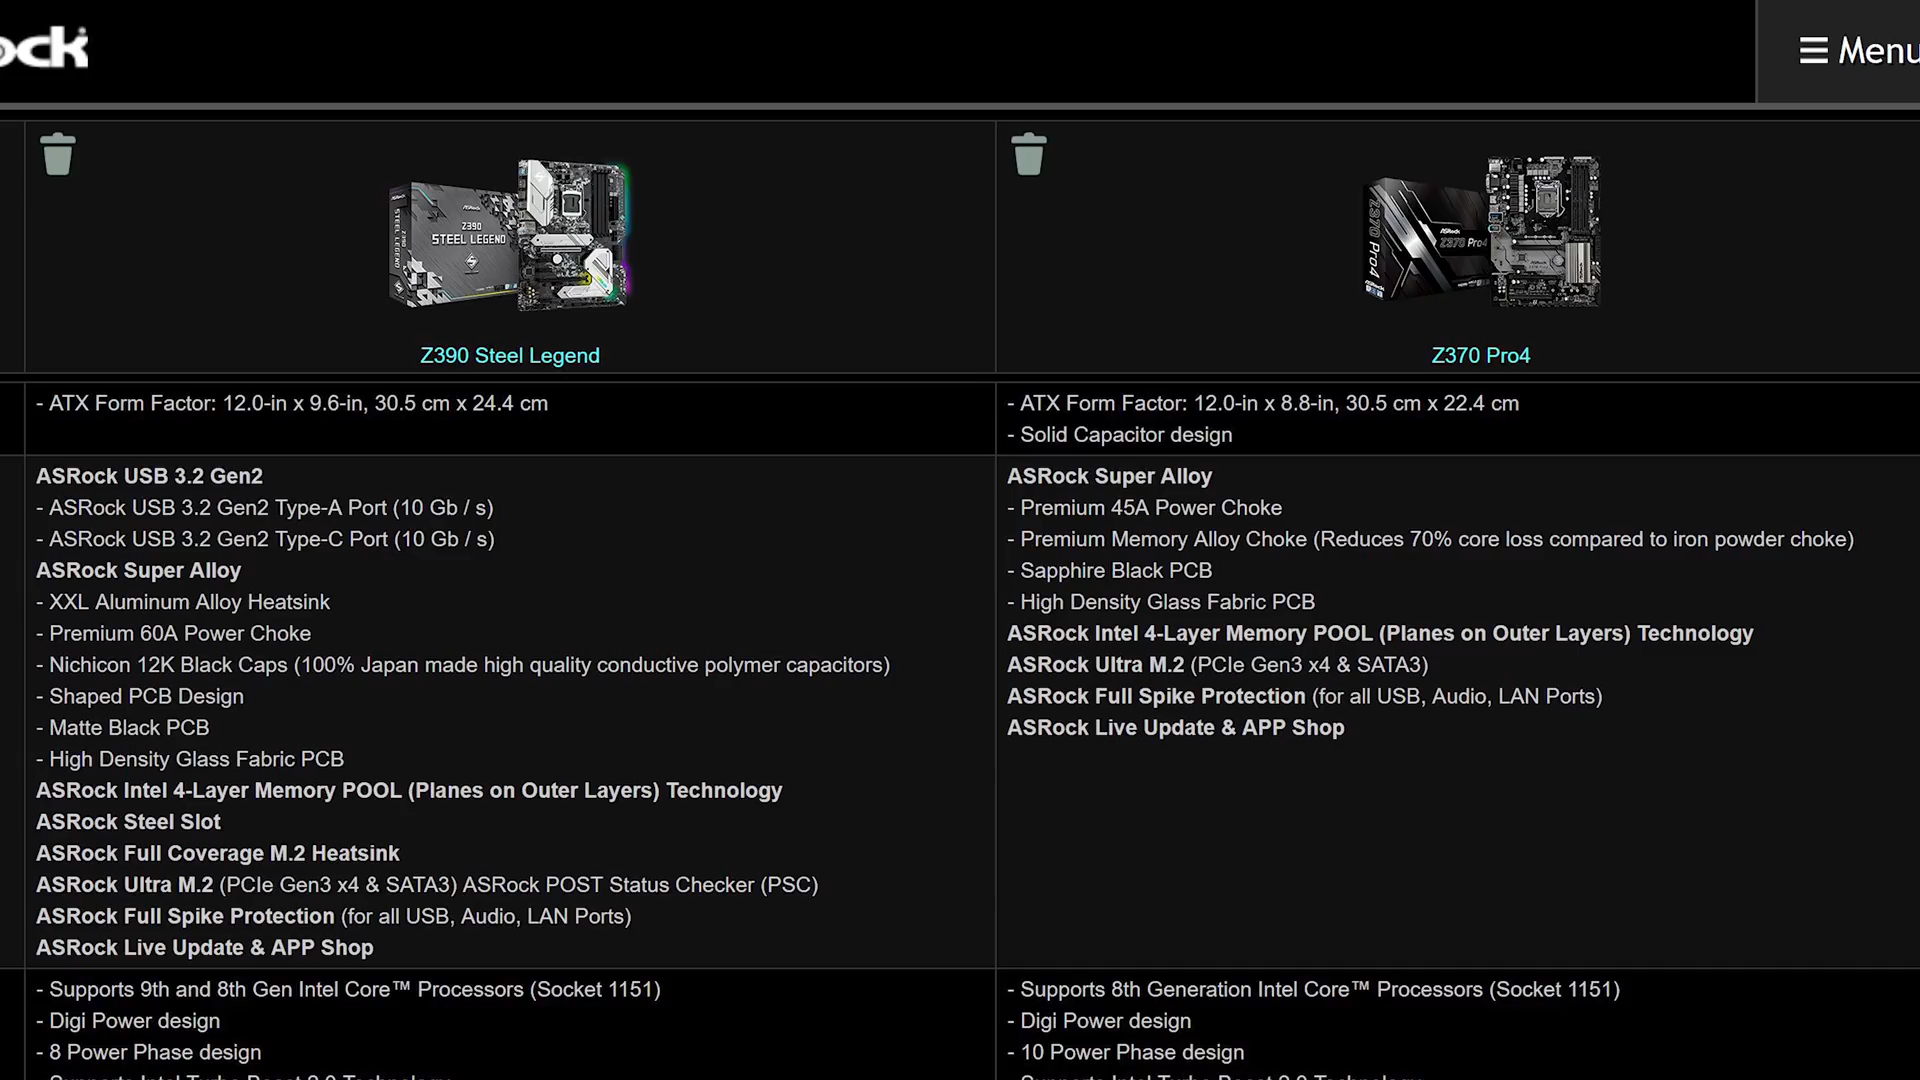 ock
Menu
Z390
STEEL LEGEND
Z370 Pro4
Z390 Steel Legend
Z370 Pro4
- ATX Form Factor: 12.0-in x 9.6-in, 30.5 cm x 24.4 cm
- ATX Form Factor: 12.0-in x 8.8-in, 30.5 cm x 22.4 cm
- Solid Capacitor design
ASRock USB 3.2 Gen2
- ASRock USB 3.2 Gen2 Type-A Port (10 Gb / s)
- ASRock USB 3.2 Gen2 Type-C Port (10 Gb / s)
ASRock Super Alloy
- XXL Aluminum Alloy Heatsink
- Premium 60A Power Choke
- Nichicon 12K Black Caps (100% Japan made high quality conductive polymer capacitors)
- Shaped PCB Design
- Matte Black PCB
- High Density Glass Fabric PCB
ASRock Intel 4-Layer Memory POOL (Planes on Outer Layers) Technology
ASRock Steel Slot
ASRock Full Coverage M.2 Heatsink
ASRock Ultra M.2 (PCIe Gen3 x4 & SATA3) ASRock POST Status Checker (PSC)
ASRock Full Spike Protection (for all USB, Audio, LAN Ports)
ASRock Live Update & APP Shop
ASRock Super Alloy
- Premium 45A Power Choke
- Premium Memory Alloy Choke (Reduces 70% core loss compared to iron powder choke)
- Sapphire Black PCB
- High Density Glass Fabric PCB
ASRock Intel 4-Layer Memory POOL (Planes on Outer Layers) Technology
ASRock Ultra M.2 (PCIe Gen3 x4 & SATA3)
ASRock Full Spike Protection (for all USB, Audio, LAN Ports)
ASRock Live Update & APP Shop
- Supports 9th and 8th Gen Intel Core™ Processors (Socket 1151)
- Digi Power design
- 8 Power Phase design
- Supports 8th Generation Intel Core™ Processors (Socket 1151)
- Digi Power design
- 10 Power Phase design